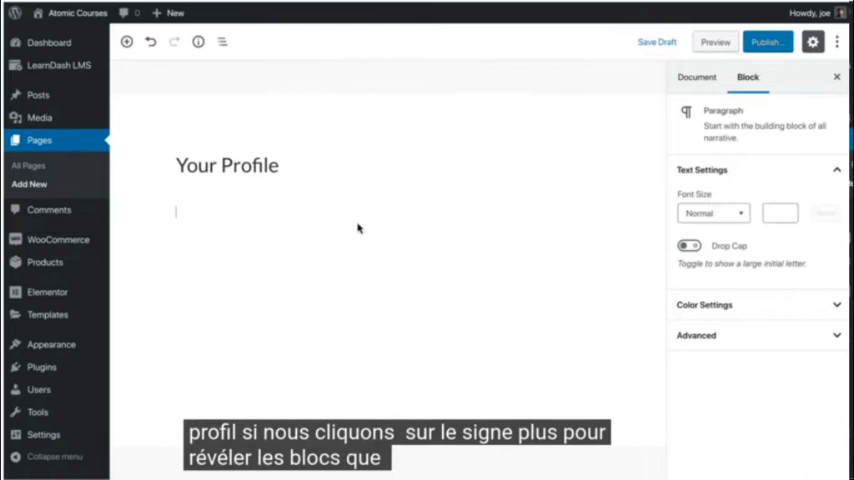 Atomic Courses 0 New Howdy, joe
Dashboard
LearnDash LMS
Posts
Media
Pages
All Pages
Add New
Comments
WooCommerce
Products
Elementor
Templates
Appearance
Plugins
Users
Tools
Settings
Collapse menu
Save Draft Preview Publish...
Your Profile
Document Block
Paragraph
Start with the building block of all
narrative.
Text Settings
Font Size
Normal
Drop Cap
Toggle to show a large initial letter.
Color Settings
Advanced
profil si nous cliquons sur le signe plus pour
révéler les blocs que